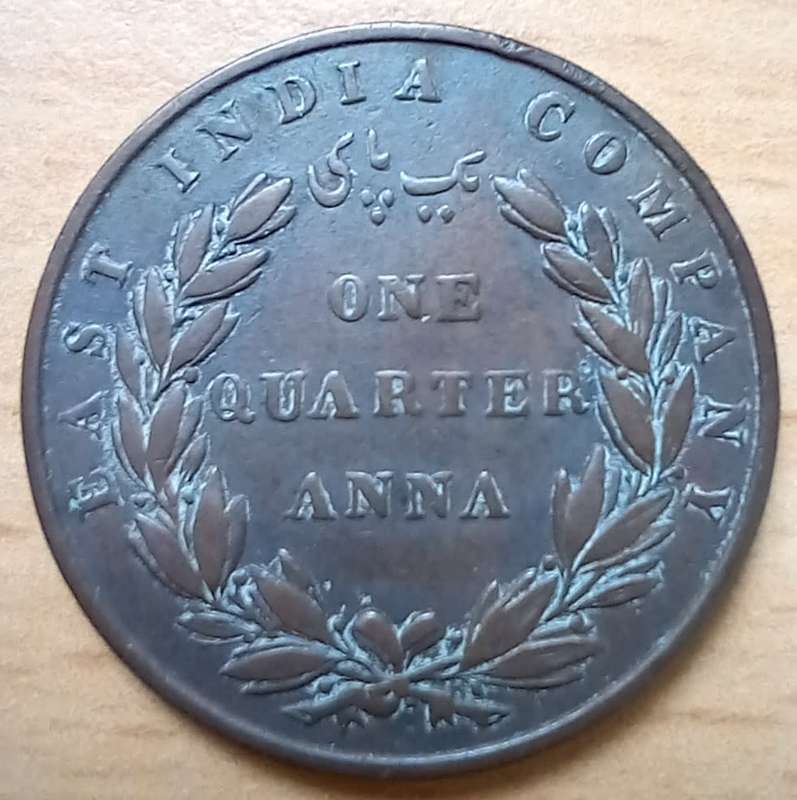 EAST INDIA COMPANY
یک پای
ONE
QUARTER
ANNA